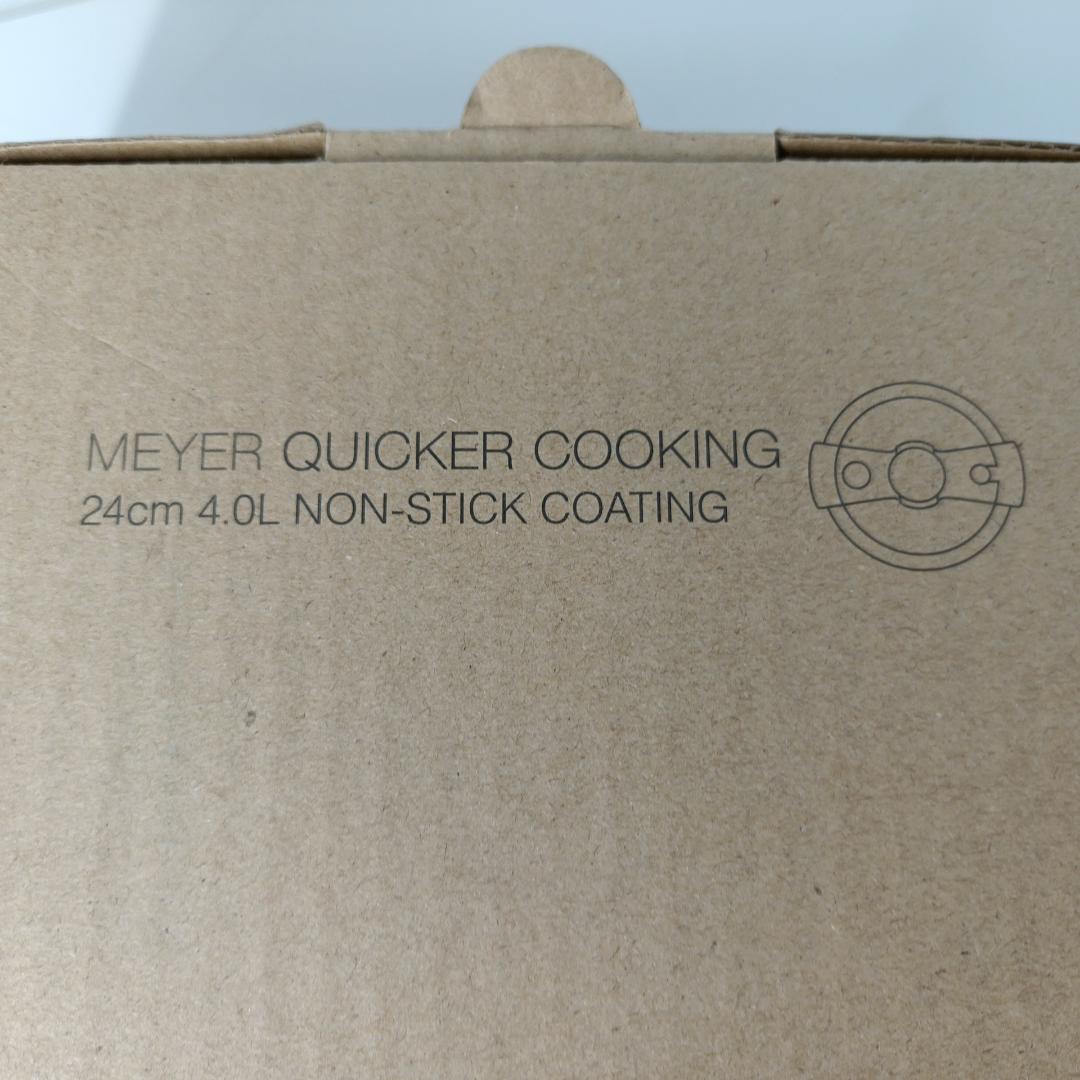 MEYER QUICKER COOKING
24cm 4.0L NON-STICK COATING